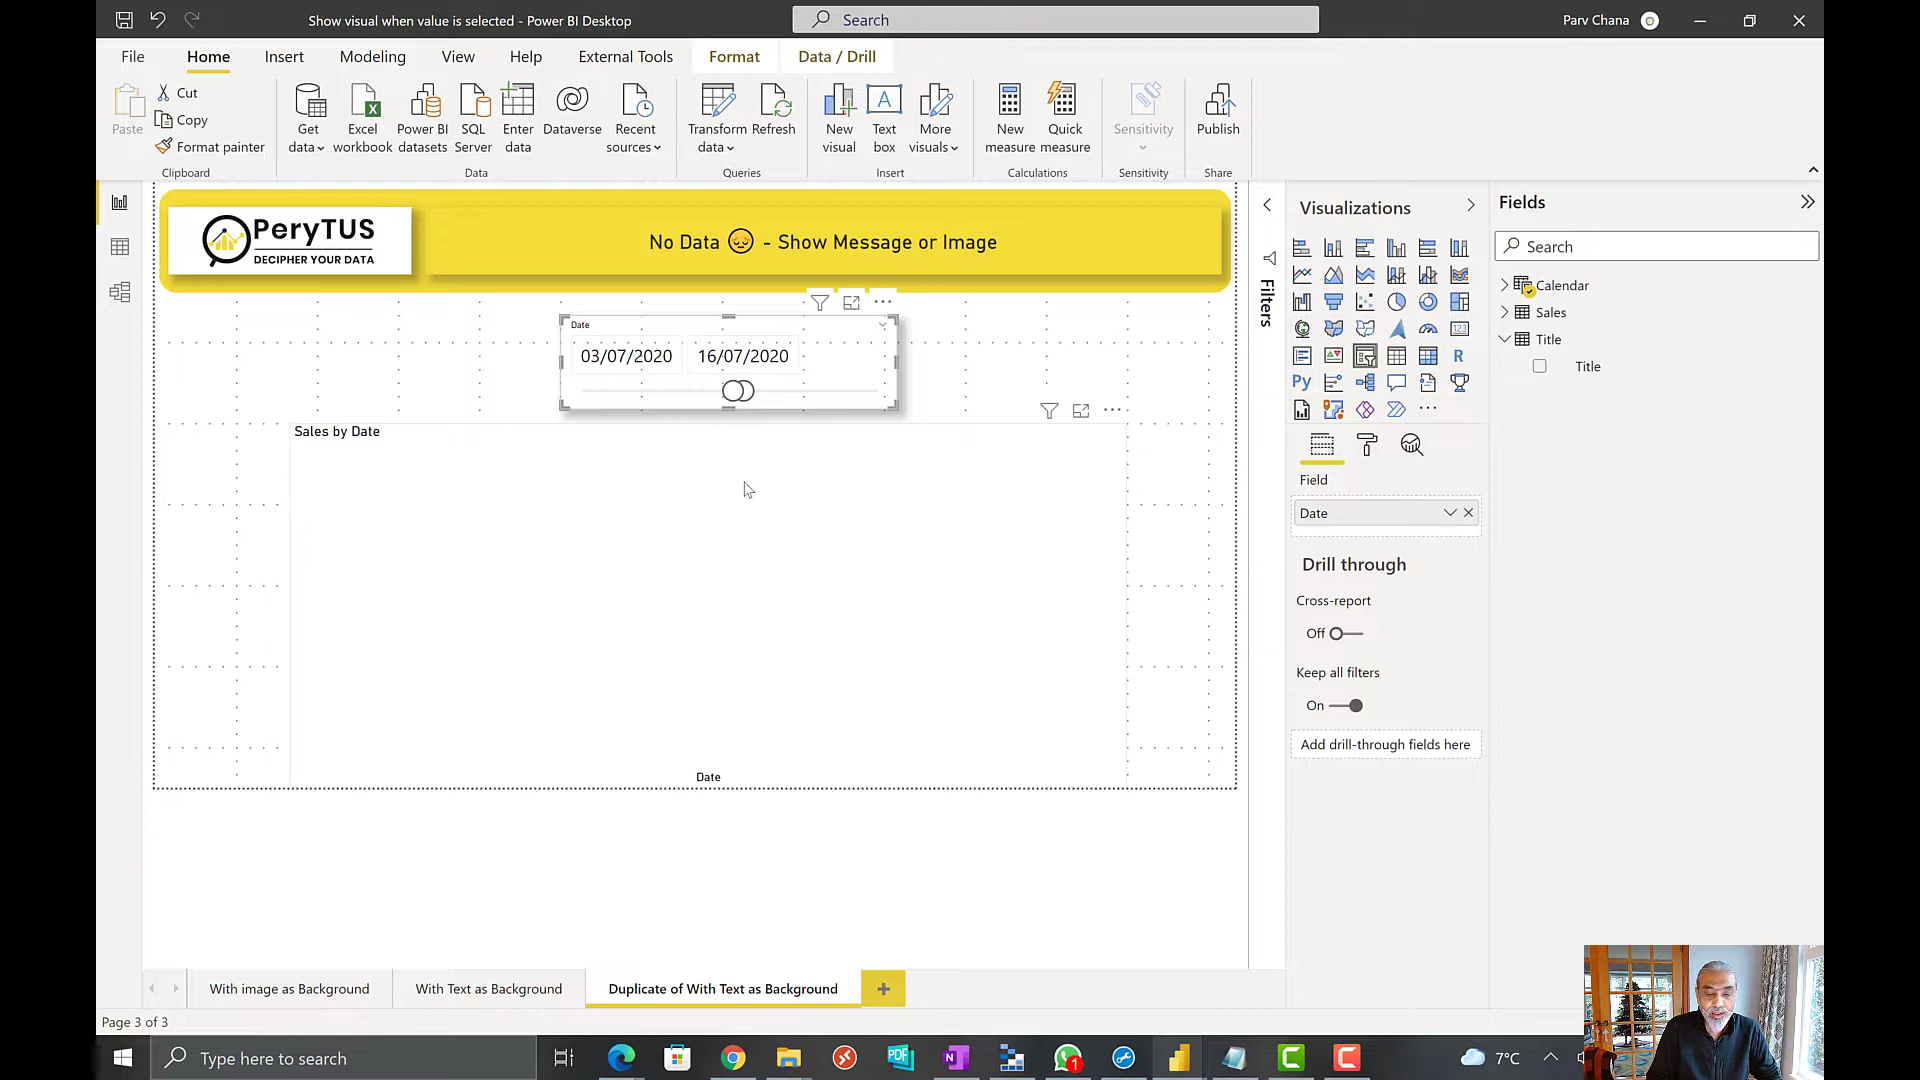 Show visual when value is selected - Power BI Desktop
Search
Parv Chana
File
Home
Insert
Modeling
View
Help
External Tools
Format
Data / Drill
Paste
Cut
Copy
Format painter
Clipboard
Get data
Excel workbook
Power BI datasets
SQL Server
Enter data
Dataverse
Recent sources
Data
Transform data
Refresh
Queries
New visual
Text box
More visuals
Insert
New measure
Quick measure
Calculations
Sensitivity
Sensitivity
Publish
Share
PeryTUS
DECIPHER YOUR DATA
No Data 😔 - Show Message or Image
Date
03/07/2020
16/07/2020
Sales by Date
Date
Filters
Visualizations
R
Py
123
Field
Date
Drill through
Cross-report
Off
Keep all filters
On
Add drill-through fields here
Fields
Search
Calendar
Sales
Title
Title
With image as Background
With Text as Background
Duplicate of With Text as Background
Page 3 of 3
Type here to search
PDF
N
1
C
C
7°C